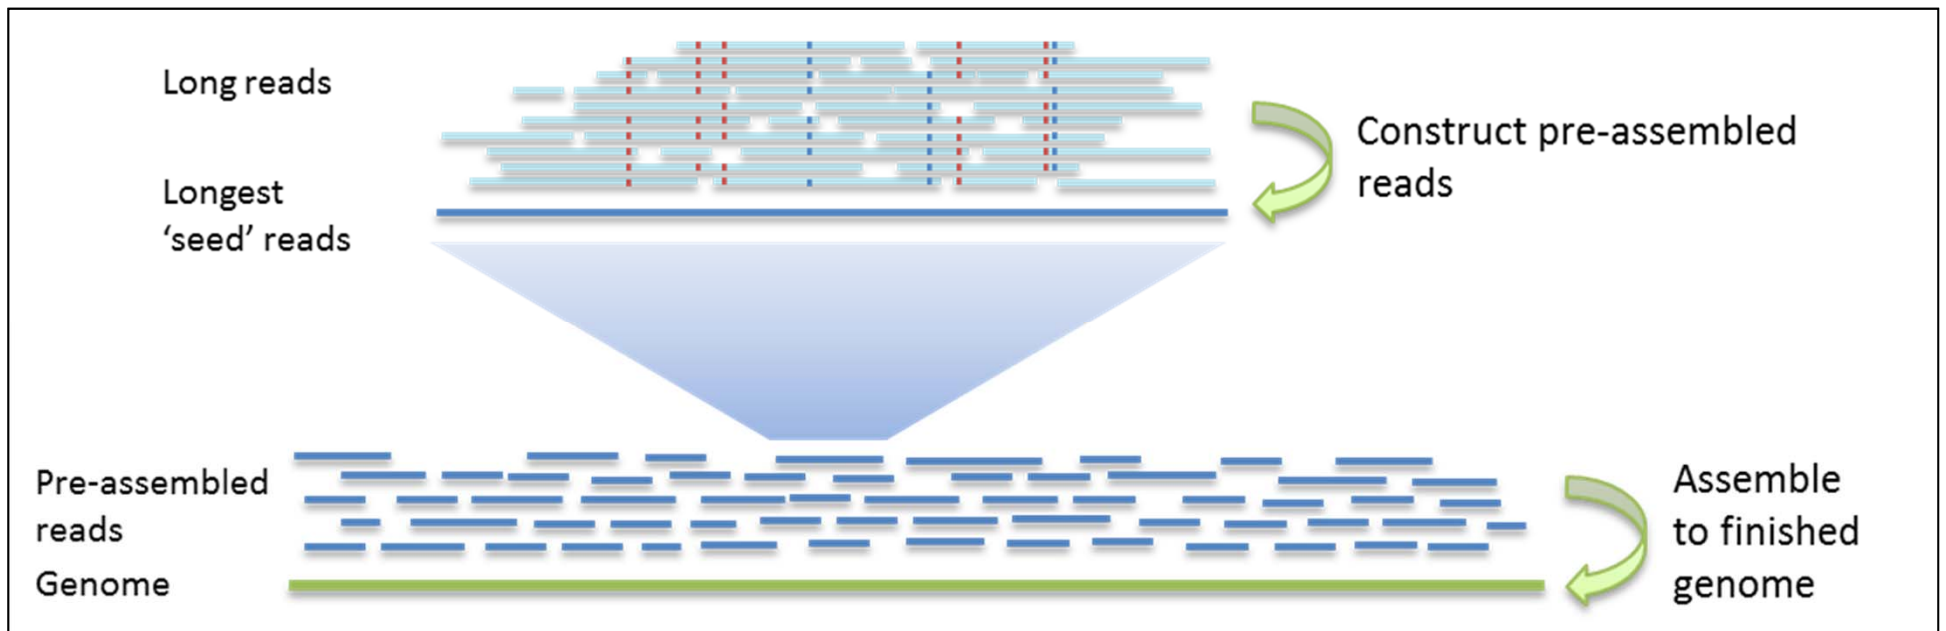 Long reads
Longest
‘seed’ reads
Construct pre-assembled
reads
Pre-assembled
reads
Genome
Assemble
to finished
genome